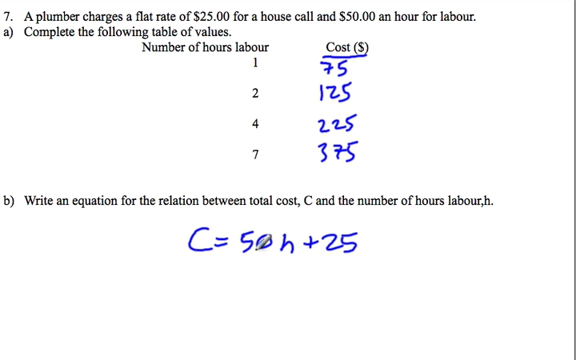 7. A plumber charges a flat rate of $25.00 for a house call and $50.00 an hour for labour.
a) Complete the following table of values.
Number of hours labour Cost ($)
1 75
2 125
4 225
7 375
b) Write an equation for the relation between total cost, C and the number of hours labour,h.
C= 50h+25